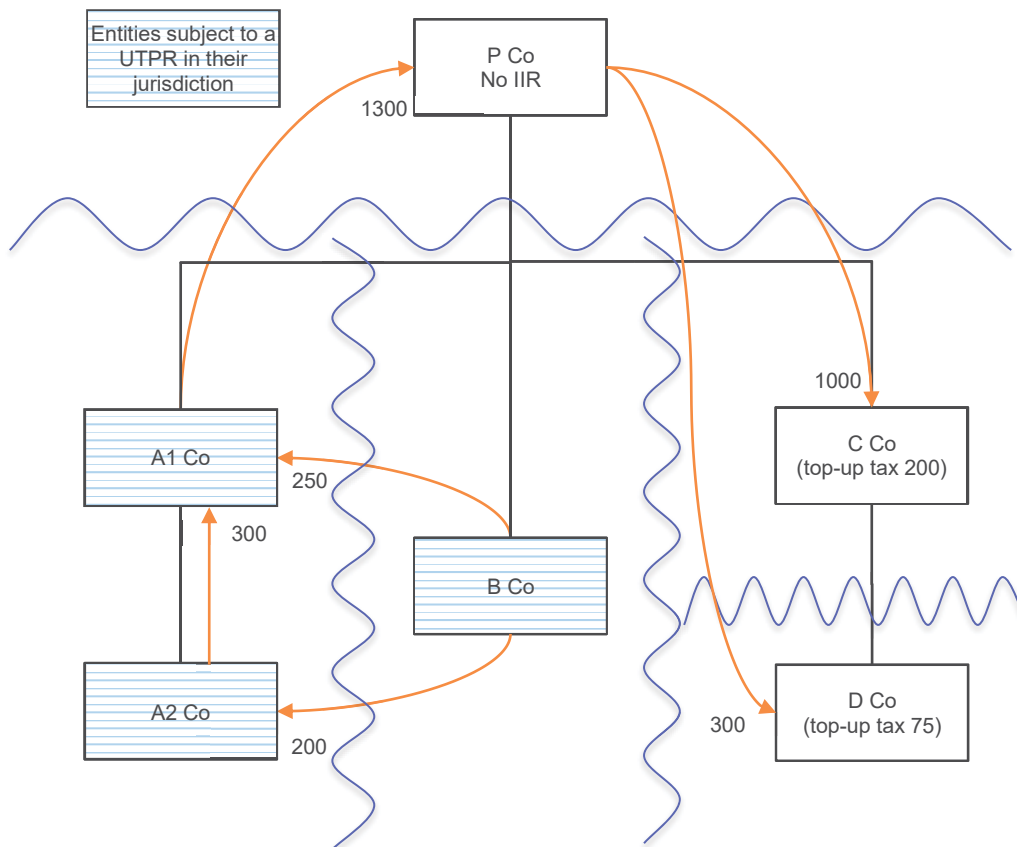 Entities subject to a
UTPR in their
jurisdiction
P Co
No IIR
1300
1000
A1 Co
250
300
B Co
C Co
(top-up tax 200)
A2 Co
200
300
D Co
(top-up tax 75)